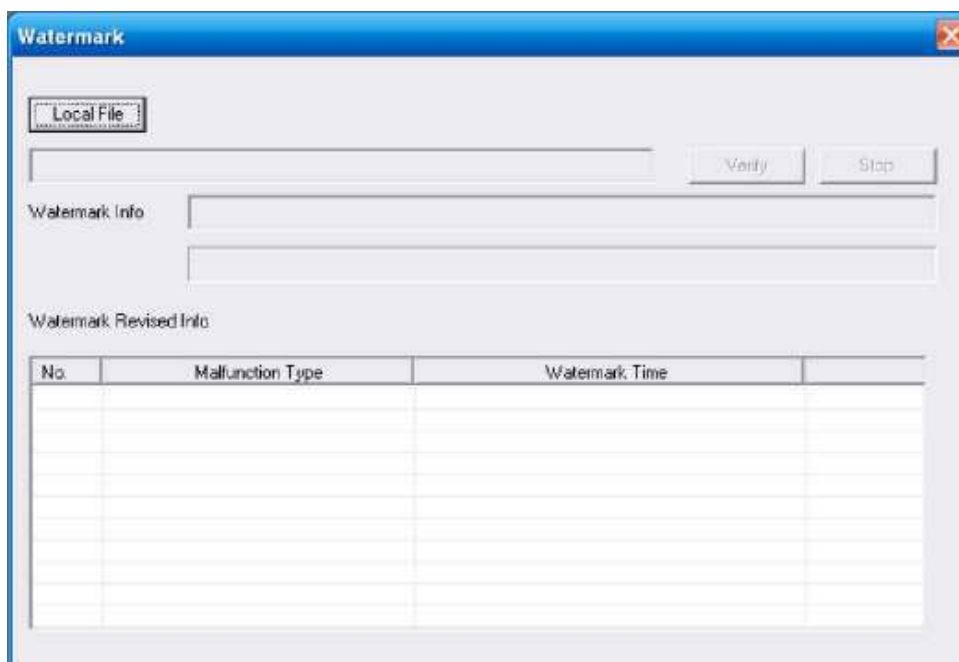 Watermark
Local File
Verify Stop
Watermark Info
Watermark Revised Info
No. Malfunction Type Watermark Time